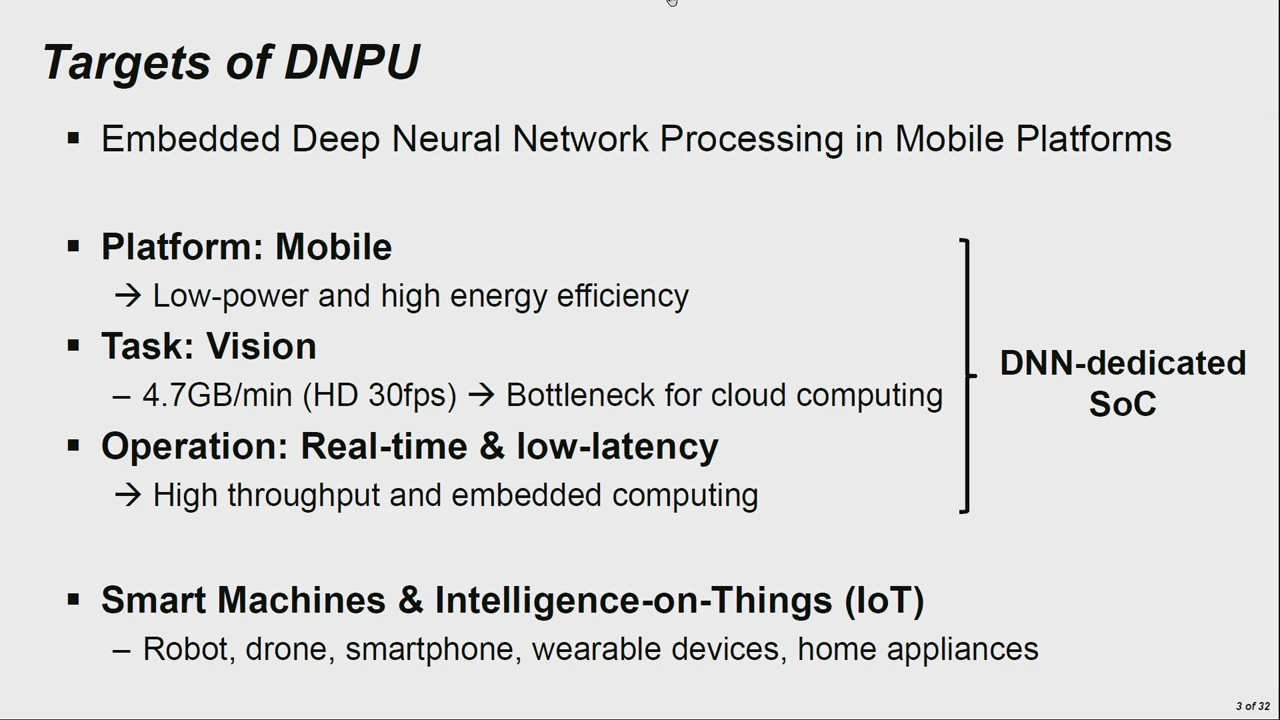 Targets of DNPU
▪ Embedded Deep Neural Network Processing in Mobile Platforms
▪ Platform: Mobile
→ Low-power and high energy efficiency
▪ Task: Vision
– 4.7GB/min (HD 30fps) → Bottleneck for cloud computing
▪ Operation: Real-time & low-latency
→ High throughput and embedded computing
DNN-dedicated
SoC
▪ Smart Machines & Intelligence-on-Things (IoT)
– Robot, drone, smartphone, wearable devices, home appliances
3 of 32